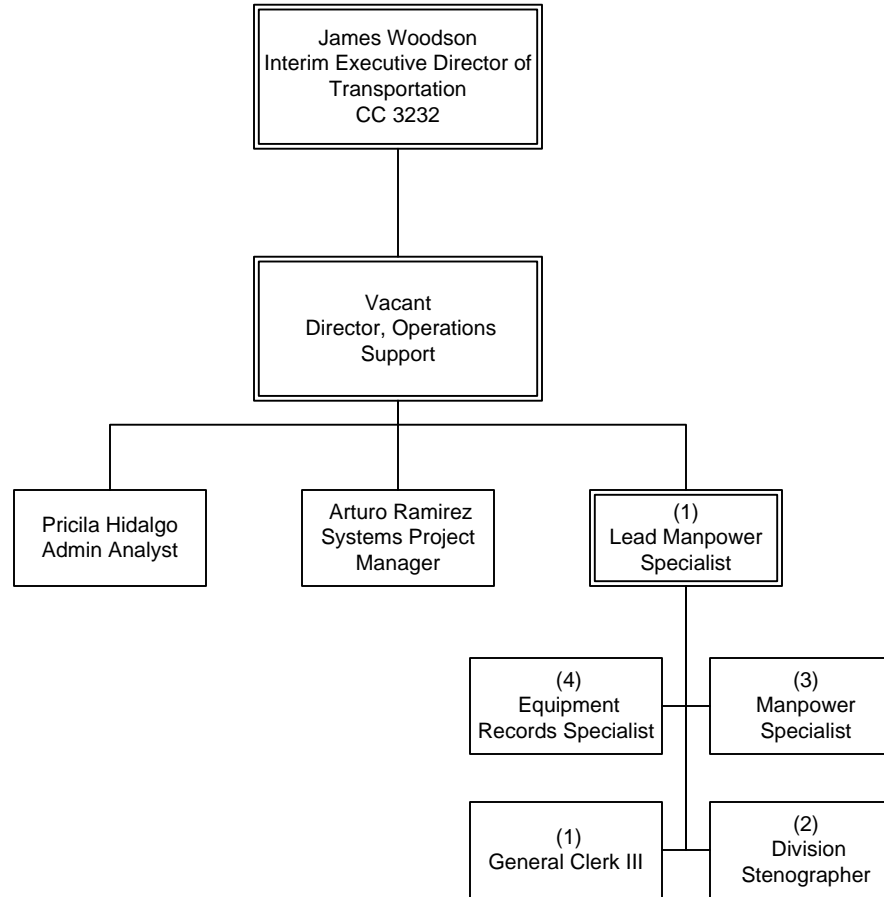 James Woodson
Interim Executive Director of
Transportation
CC 3232
Vacant
Director, Operations
Support
Pricila Hidalgo
Admin Analyst
Arturo Ramirez
Systems Project
Manager
(1)
Lead Manpower
Specialist
(4)
Equipment
Records Specialist
(3)
Manpower
Specialist
(1)
General Clerk III
(2)
Division
Stenographer